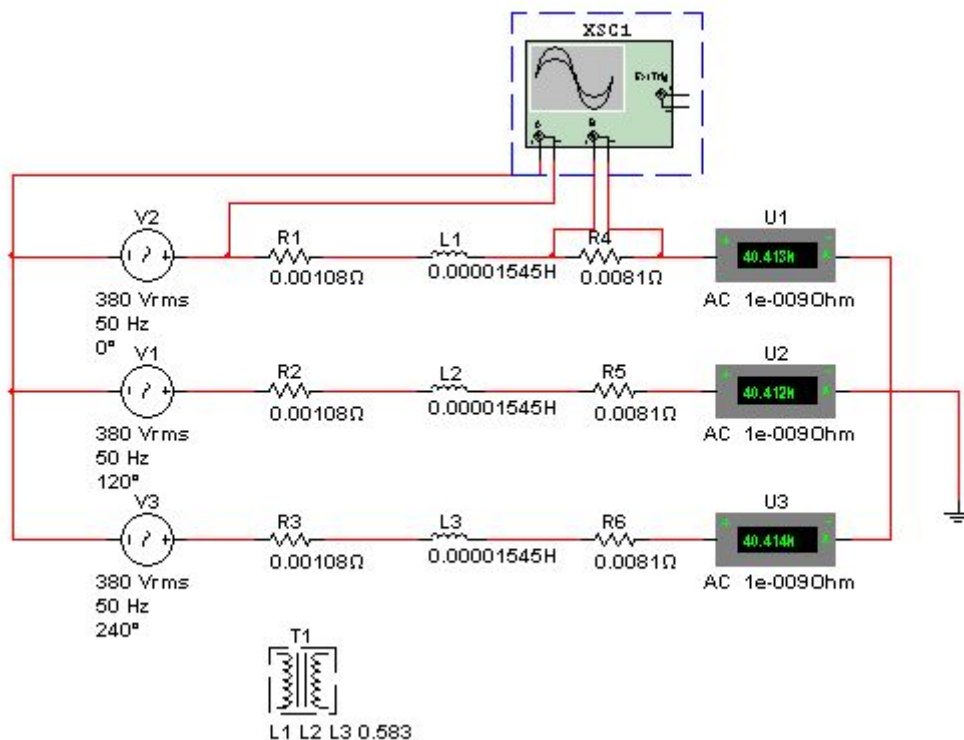 XSC1
Ext Trig
A
B
V2
R1
L1
R4
U1
0.00108Ω
0.00001545H
0.0081Ω
40.413K
AC 1e-009Ohm
380 Vrms
50 Hz
0°
V1
R2
L2
R5
U2
0.00108Ω
0.00001545H
0.0081Ω
40.412K
AC 1e-009Ohm
380 Vrms
50 Hz
120°
V3
R3
L3
R6
U3
0.00108Ω
0.00001545H
0.0081Ω
40.414K
AC 1e-009Ohm
380 Vrms
50 Hz
240°
T1
L1 L2 L3 0.583